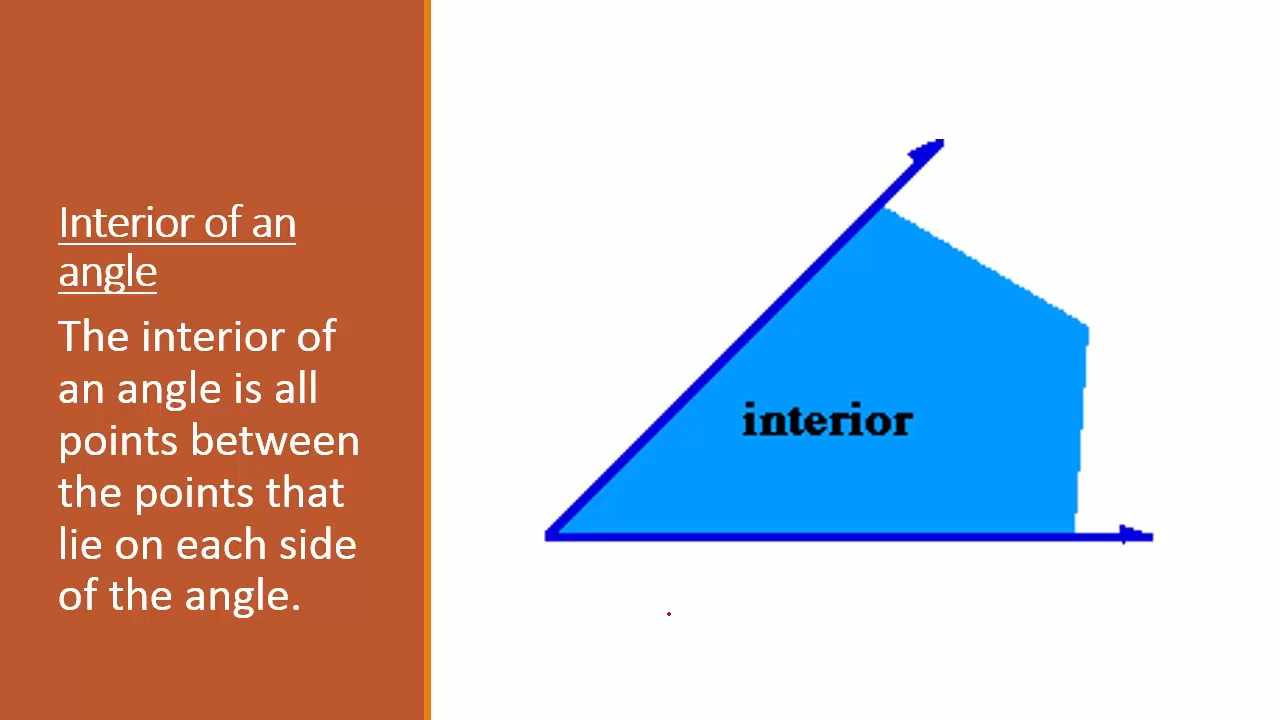 Interior of an
angle
The interior of
an angle is all
points between
the points that
lie on each side
of the angle.
interior